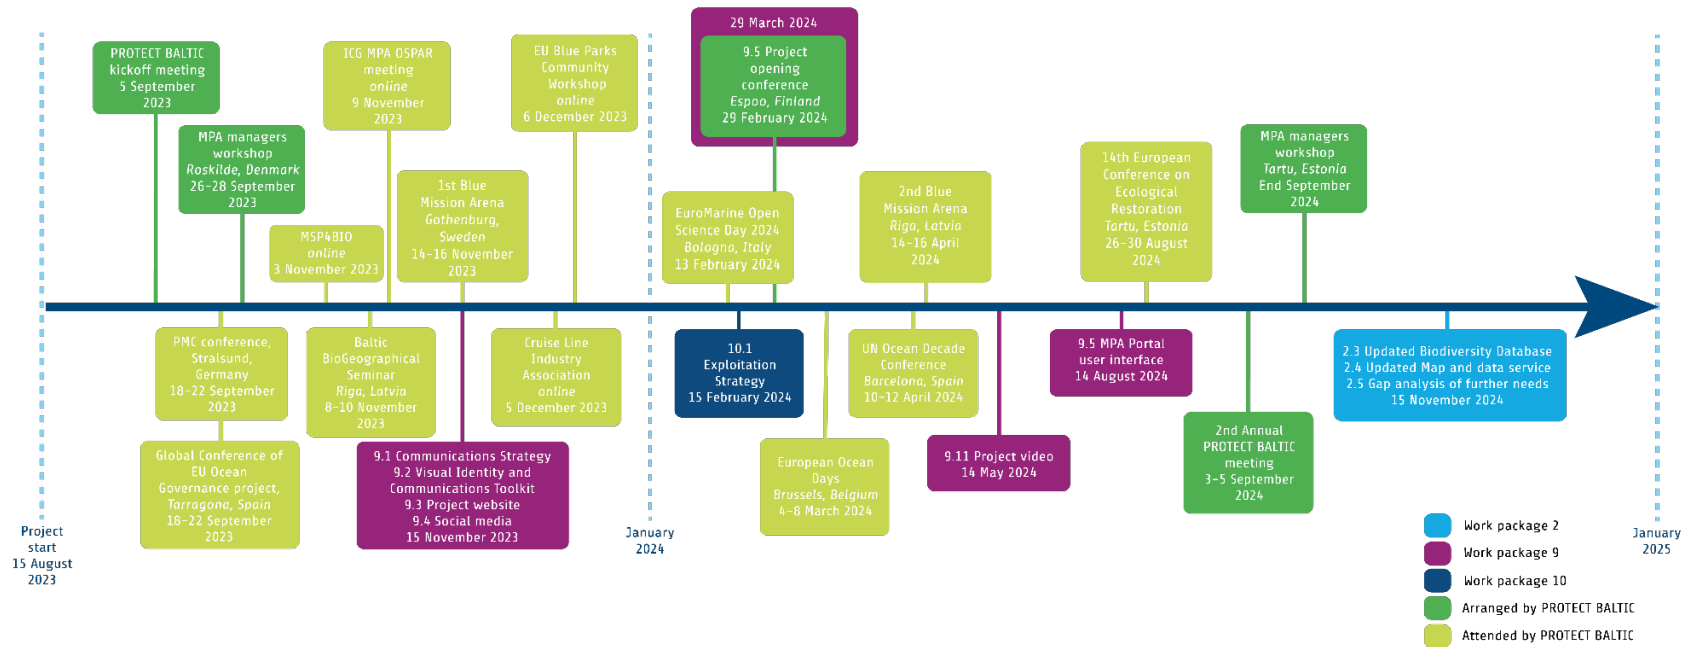 PROTECT BALTIC
kickoff meeting
5 September
2023
MPA managers
workshop
Roskilde, Denmark
26-28 September
2023
MSP4BIO
online
3 November 2023
ICG MPA OSPAR
meeting
online
9 November
2023
1st Blue
Mission Arena
Gothenburg,
Sweden
14-16 November
2023
EU Blue Parks
Community
Workshop
online
6 December 2023
29 March 2024
9.5 Project
opening
conference
Espoo, Finland
29 February 2024
EuroMarine Open
Science Day 2024
Bologna, Italy
13 February 2024
2nd Blue
Mission Arena
Riga, Latvia
14-16 April
2024
14th European
Conference on
Ecological
Restoration
Tartu, Estonia
26-30 August
2024
MPA managers
workshop
Tartu, Estonia
End September
2024
PMC conference,
Stralsund,
Germany
18-22 September
2023
Global Conference of
EU Ocean
Governance project,
Tarragona, Spain
18-22 September
2023
Baltic
BioGeographical
Seminar
Riga, Latvia
8-10 November
2023
9.1 Communications Strategy
9.2 Visual Identity and
Communications Toolkit
9.3 Project website
9.4 Social media
15 November 2023
Cruise Line
Industry
Association
online
5 December 2023
10.1
Exploitation
Strategy
15 February 2024
European Ocean
Days
Brussels, Belgium
4-8 March 2024
UN Ocean Decade
Conference
Barcelona, Spain
10-12 April 2024
9.11 Project video
14 May 2024
9.5 MPA Portal
user interface
14 August 2024
2nd Annual
PROTECT BALTIC
meeting
3-5 September
2024
2.3 Updated Biodiversity Database
2.4 Updated Map and data service
2.5 Gap analysis of further needs
15 November 2024
Project
start
15 August
2023
January
2024
January
2025
Work package 2
Work package 9
Work package 10
Arranged by PROTECT BALTIC
Attended by PROTECT BALTIC